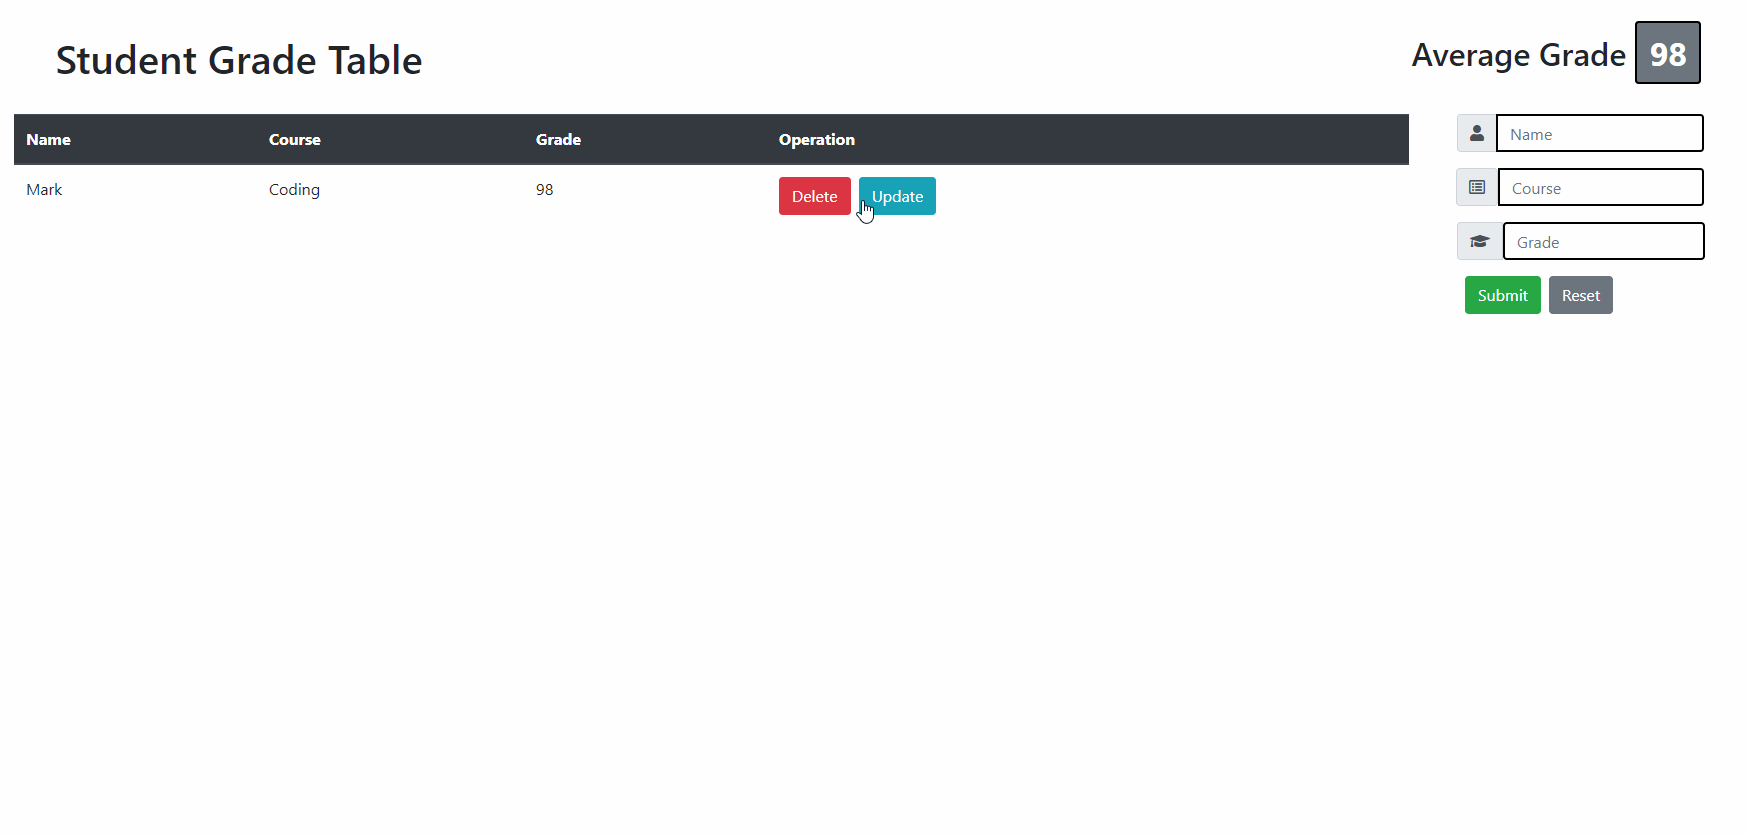 Student Grade Table
Average Grade 98
Name Course Grade Operation
Mark Coding 98 Delete Update
Name
Course
Grade
Submit Reset